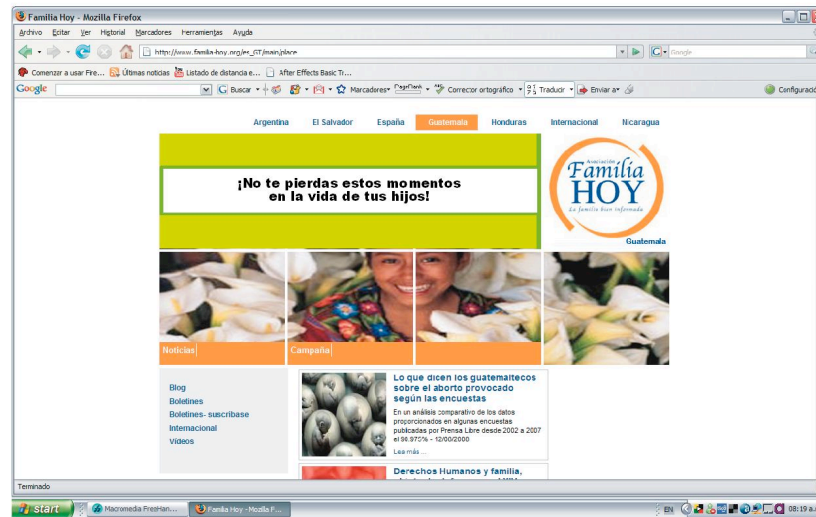 Familia Hoy - Mozilla Firefox
Archivo Editar Ver Historial Marcadores Herramientas Ayuda
http://www.familia-hoy.org/es_GT/main/place
Google
Comenzar a usar Fire... Últimas noticias Listado de distancia e... After Effects Basic Tr...
Google Buscar Marcadores PageRank Corrector ortográfico Traducir Enviar a Configuració
Argentina El Salvador España Guatemala Honduras Internacional Nicaragua
¡No te pierdas estos momentos
en la vida de tus hijos!
Asociación
Familia
HOY
La familia bien informada
Guatemala
Noticias| Campaña|
Blog
Boletines
Boletines- suscríbase
Internacional
Videos
Lo que dicen los guatemaltecos
sobre el aborto provocado
según las encuestas
En un análisis comparativo de los datos
proporcionados en algunas encuestas
publicadas por Prensa Libre desde 2002 a 2007
el 90.975% - 12/00/2000
Lea más ...
Derechos Humanos y familia,
Terminado
start Macromedia FreeHan... Familia Hoy - Mozilla F... EN 08:19 a.